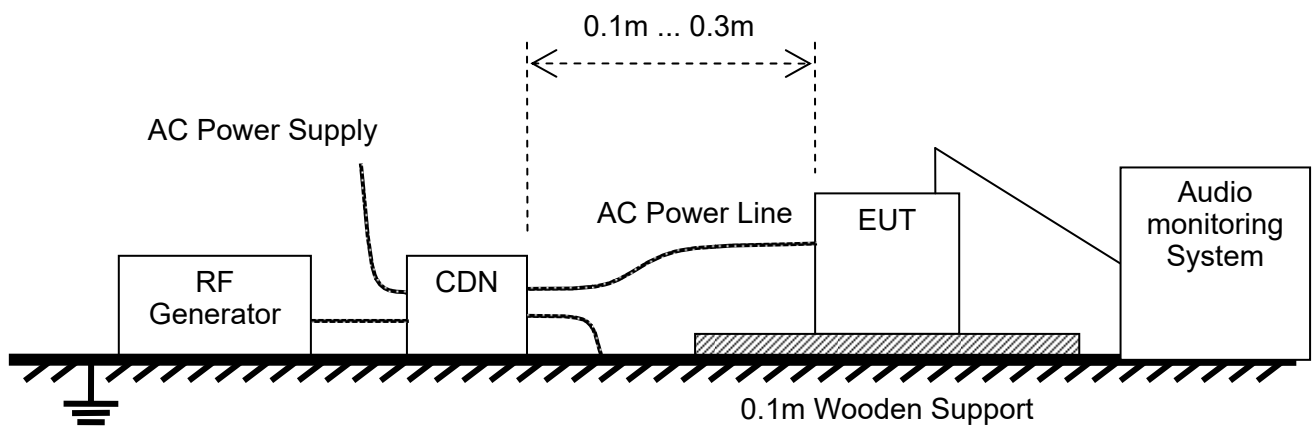 0.1m ... 0.3m
AC Power Supply
AC Power Line
EUT
Audio
monitoring
System
RF
Generator
CDN
0.1m Wooden Support